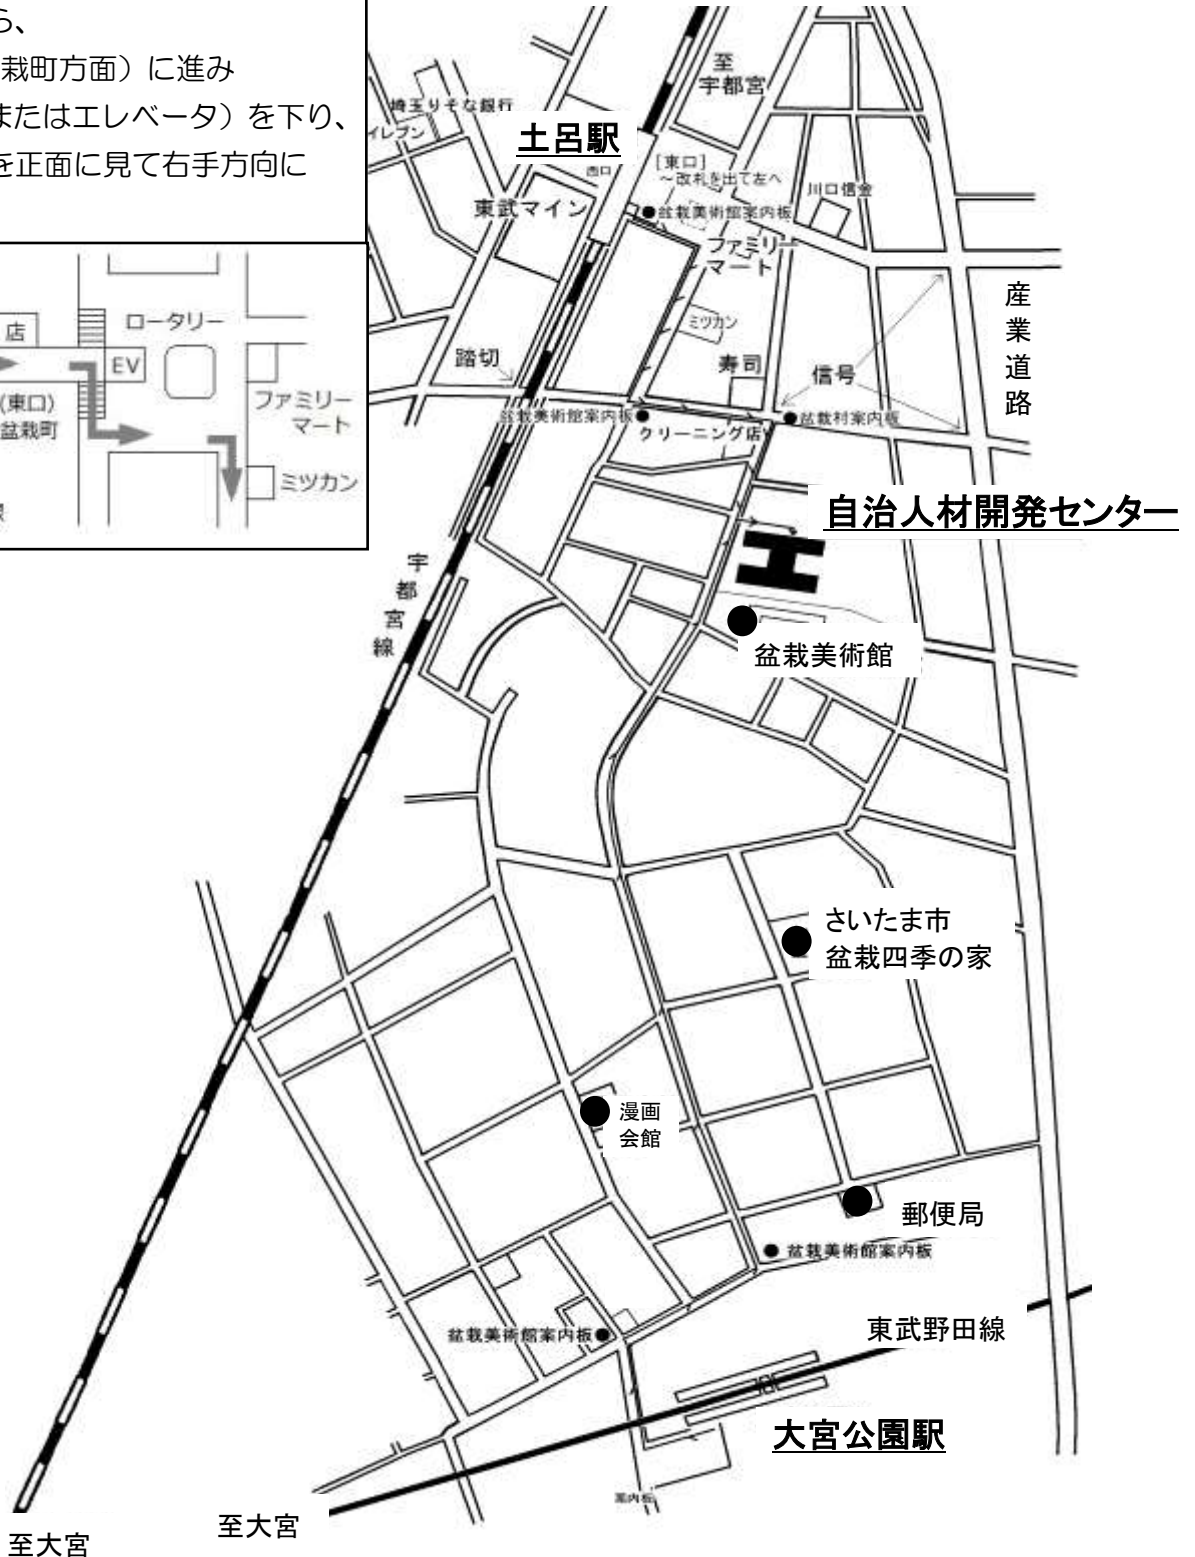 ら、
栽町方面）に進み
またはエレベータ）を下り、
を正面に見て右手方向に
店
EV
ロータリー
(東口)
盆栽町
ファミリー
マート
ミツカン
至
宇都宮
埼玉りそな銀行
イレブン
土呂駅
西口
[東口]
～改札を出て左へ
川口信金
東武マイン
●盆栽美術館案内板
ファミリー
マート
産業道路
ミツカン
踏切
寿司
信号
盆栽美術館案内板●
●盆栽村案内板
クリーニング店
自治人材開発センター
宇都宮線
盆栽美術館
さいたま市
盆栽四季の家
漫画
会館
郵便局
● 盆栽美術館案内板
盆栽美術館案内板●
東武野田線
大宮公園駅
案内板
至大宮
至大宮